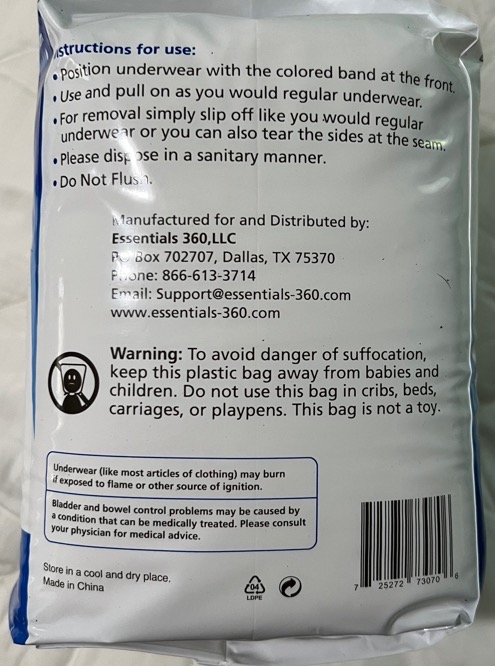 structions for use:
• Position underwear with the colored band at the front.
• Use and pull on as you would regular underwear.
• For removal simply slip off like you would regular
underwear or you can also tear the sides at the seam.
• Please dispose in a sanitary manner.
• Do Not Flush.
Manufactured for and Distributed by:
Essentials 360,LLC
PO Box 702707, Dallas, TX 75370
Phone: 866-613-3714
Email: Support@essentials-360.com
www.essentials-360.com
Warning: To avoid danger of suffocation,
keep this plastic bag away from babies and
children. Do not use this bag in cribs, beds,
carriages, or playpens. This bag is not a toy.
Underwear (like most articles of clothing) may burn
if exposed to flame or other source of ignition.
Bladder and bowel control problems may be caused by
a condition that can be medically treated. Please consult
your physician for medical advice.
Store in a cool and dry place.
Made in China
04
LDPE
7 25272 73070 6